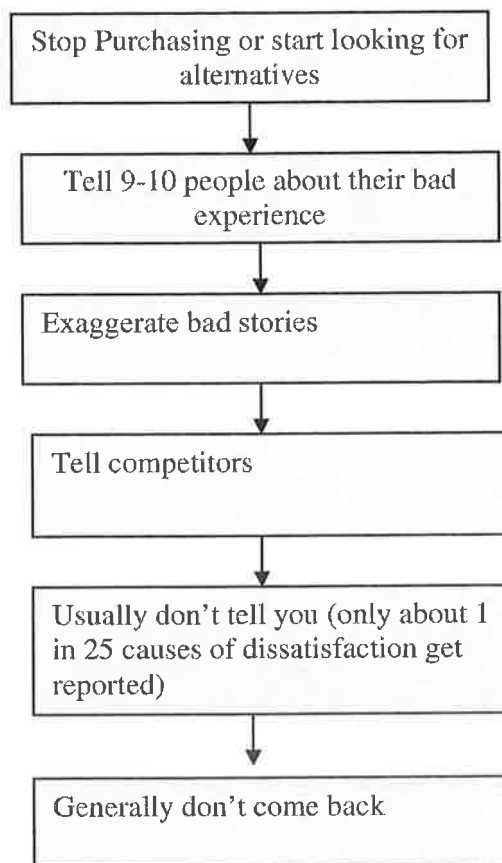 Stop Purchasing or start looking for
alternatives
Tell 9-10 people about their bad
experience
Exaggerate bad stories
Tell competitors
Usually don't tell you (only about 1
in 25 causes of dissatisfaction get
reported)
Generally don't come back